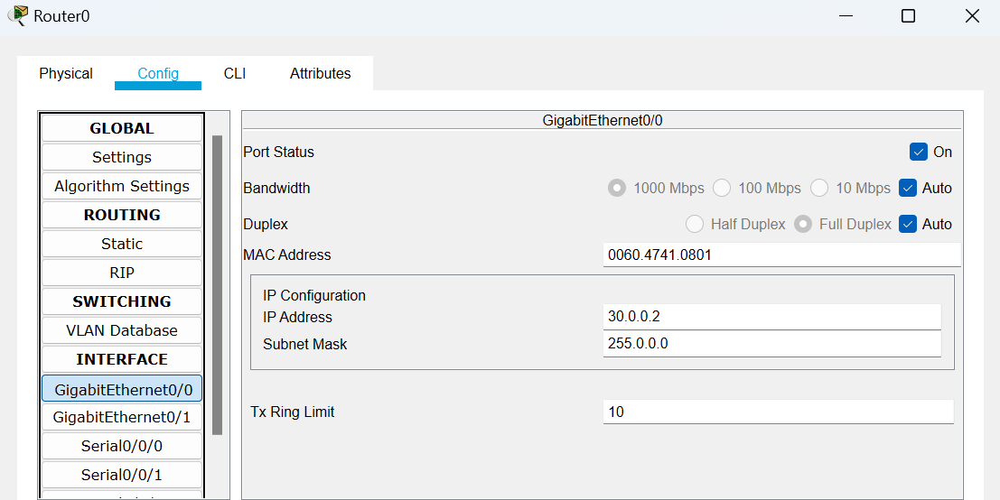 Router0
Physical Config CLI Attributes
GLOBAL
Settings
Algorithm Settings
ROUTING
Static
RIP
SWITCHING
VLAN Database
INTERFACE
GigabitEthernet0/0
GigabitEthernet0/1
Serial0/0/0
Serial0/0/1
GigabitEthernet0/0
Port Status On
Bandwidth 1000 Mbps 100 Mbps 10 Mbps Auto
Duplex Half Duplex Full Duplex Auto
MAC Address 0060.4741.0801
IP Configuration
IP Address 30.0.0.2
Subnet Mask 255.0.0.0
Tx Ring Limit 10